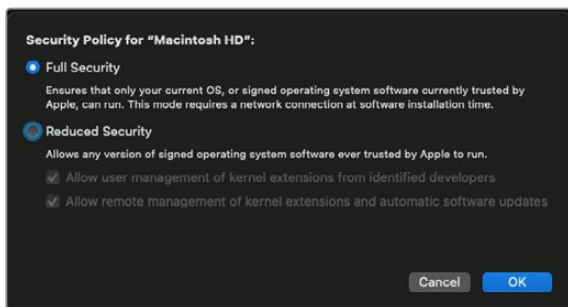 Security Policy for “Macintosh HD”:
Full Security
Ensures that only your current OS, or signed operating system software currently trusted by
Apple, can run. This mode requires a network connection at software installation time.
Reduced Security
Allows any version of signed operating system software ever trusted by Apple to run.
Allow user management of kernel extensions from identified developers
Allow remote management of kernel extensions and automatic software updates
Cancel OK